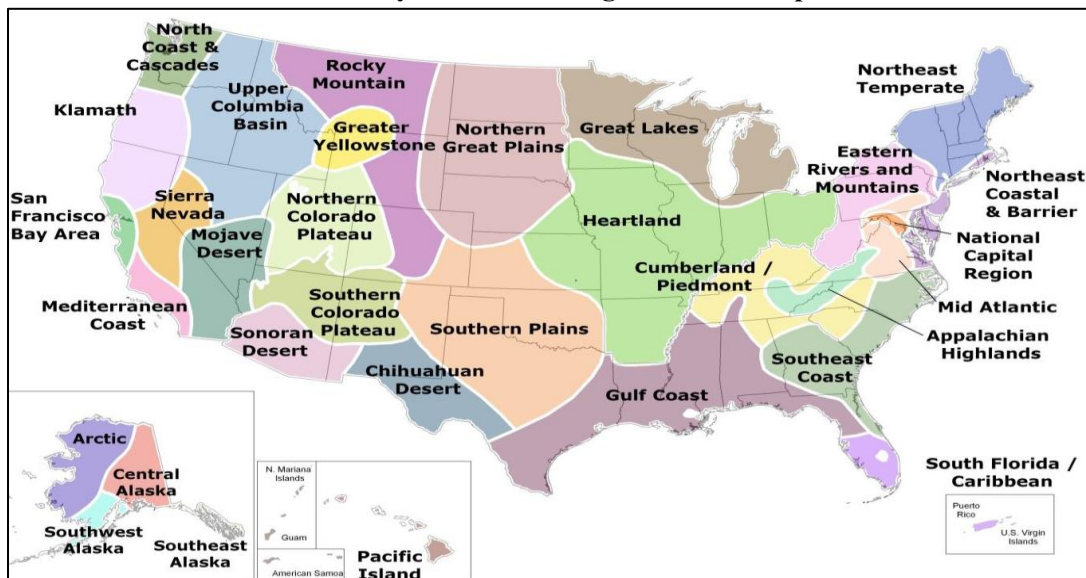 North
Coast &
Cascades
Klamath
Upper
Columbia
Basin
Rocky
Mountain
Greater
Yellowstone
Northern
Great Plains
Great Lakes
Northeast
Temperate
Eastern
Rivers and
Mountains
Northeast
Coastal
& Barrier
San
Francisco
Bay Area
Sierra
Nevada
Mojave
Desert
Northern
Colorado
Plateau
Heartland
National
Capital
Region
Mediterranean
Coast
Sonoran
Desert
Southern
Colorado
Plateau
Southern Plains
Cumberland /
Piedmont
Mid Atlantic
Appalachian
Highlands
Chihuahuan
Desert
Gulf Coast
Southeast
Coast
South Florida /
Caribbean
Arctic
Central
Alaska
Southwest
Alaska
Southeast
Alaska
N. Mariana
Islands
Guam
American Samoa
Pacific
Island
Puerto
Rico
U.S. Virgin
Islands